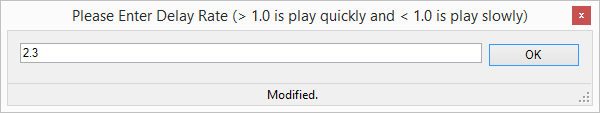 Please Enter Delay Rate (> 1.0 is play quickly and < 1.0 is play slowly)
x
2.3
OK
Modified.